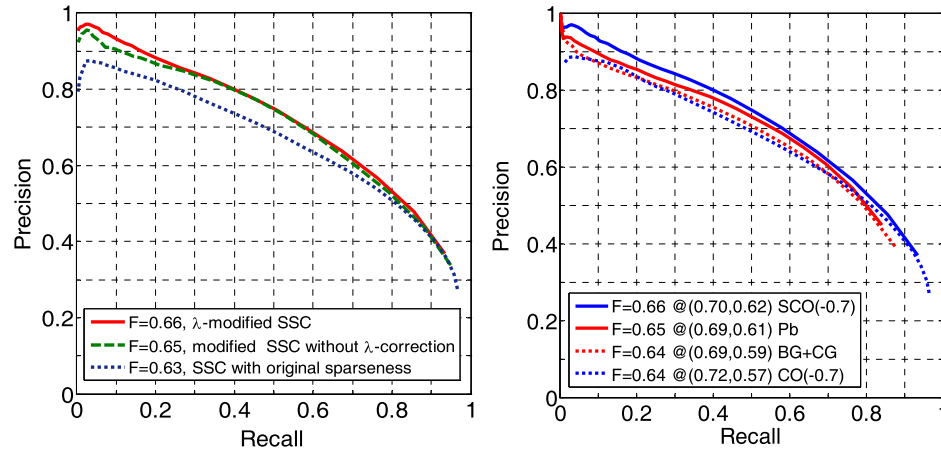 1
0.8
0.6
0.4
0.2
0
Precision
F=0.66, λ-modified SSC
F=0.65, modified SSC without λ-correction
F=0.63, SSC with original sparseness
0 0.2 0.4 0.6 0.8 1
Recall
1
0.8
0.6
0.4
0.2
0
Precision
F=0.66 @(0.70,0.62) SCO(-0.7)
F=0.65 @(0.69,0.61) Pb
F=0.64 @(0.69,0.59) BG+CG
F=0.64 @(0.72,0.57) CO(-0.7)
0 0.2 0.4 0.6 0.8 1
Recall